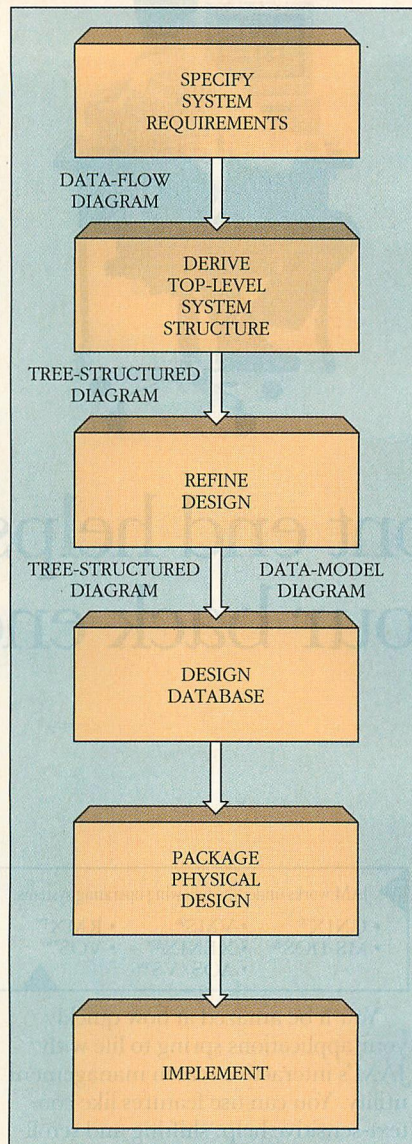 SPECIFY
SYSTEM
REQUIREMENTS
DATA-FLOW
DIAGRAM
DERIVE
TOP-LEVEL
SYSTEM
STRUCTURE
TREE-STRUCTURED
DIAGRAM
REFINE
DESIGN
TREE-STRUCTURED
DIAGRAM
DATA-MODEL
DIAGRAM
DESIGN
DATABASE
PACKAGE
PHYSICAL
DESIGN
IMPLEMENT